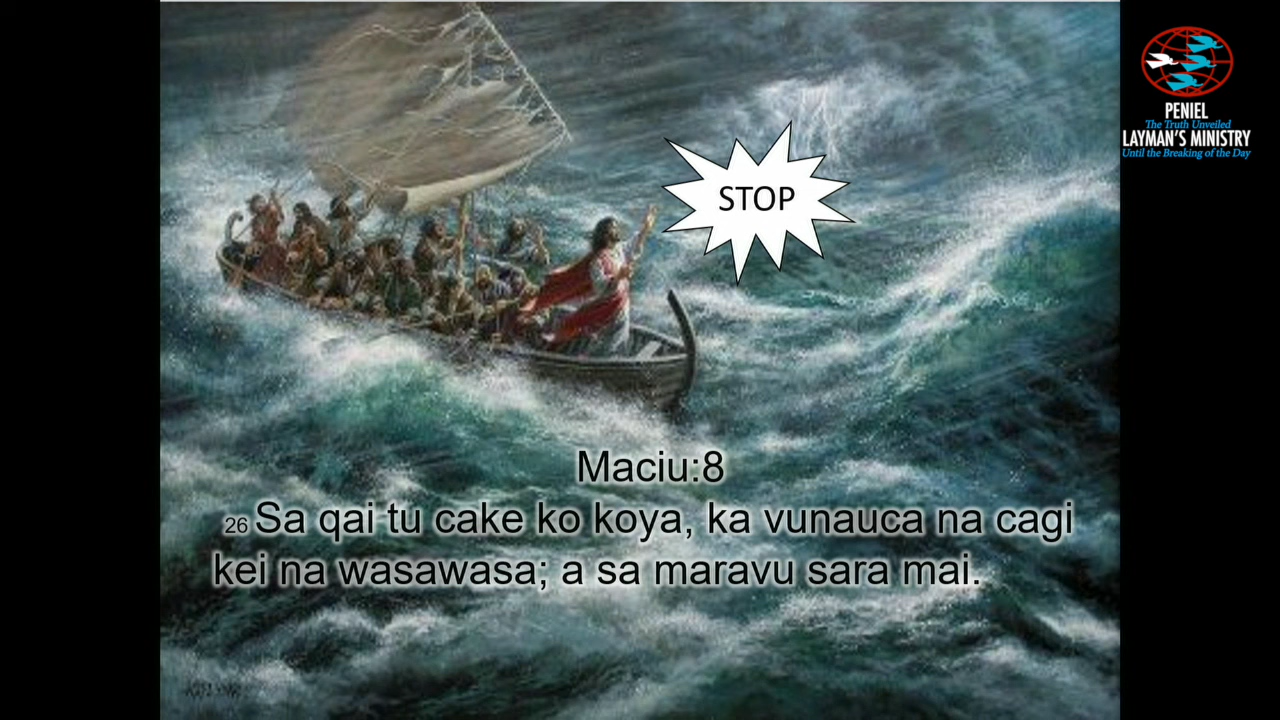 STOP
Maciu:8
26 Sa qai tu cake ko koya, ka vunauca na cagi
kei na wasawasa; a sa maravu sara mai.
PENIEL
The Truth Unveiled
LAYMAN'S MINISTRY
Until the Breaking of the Day